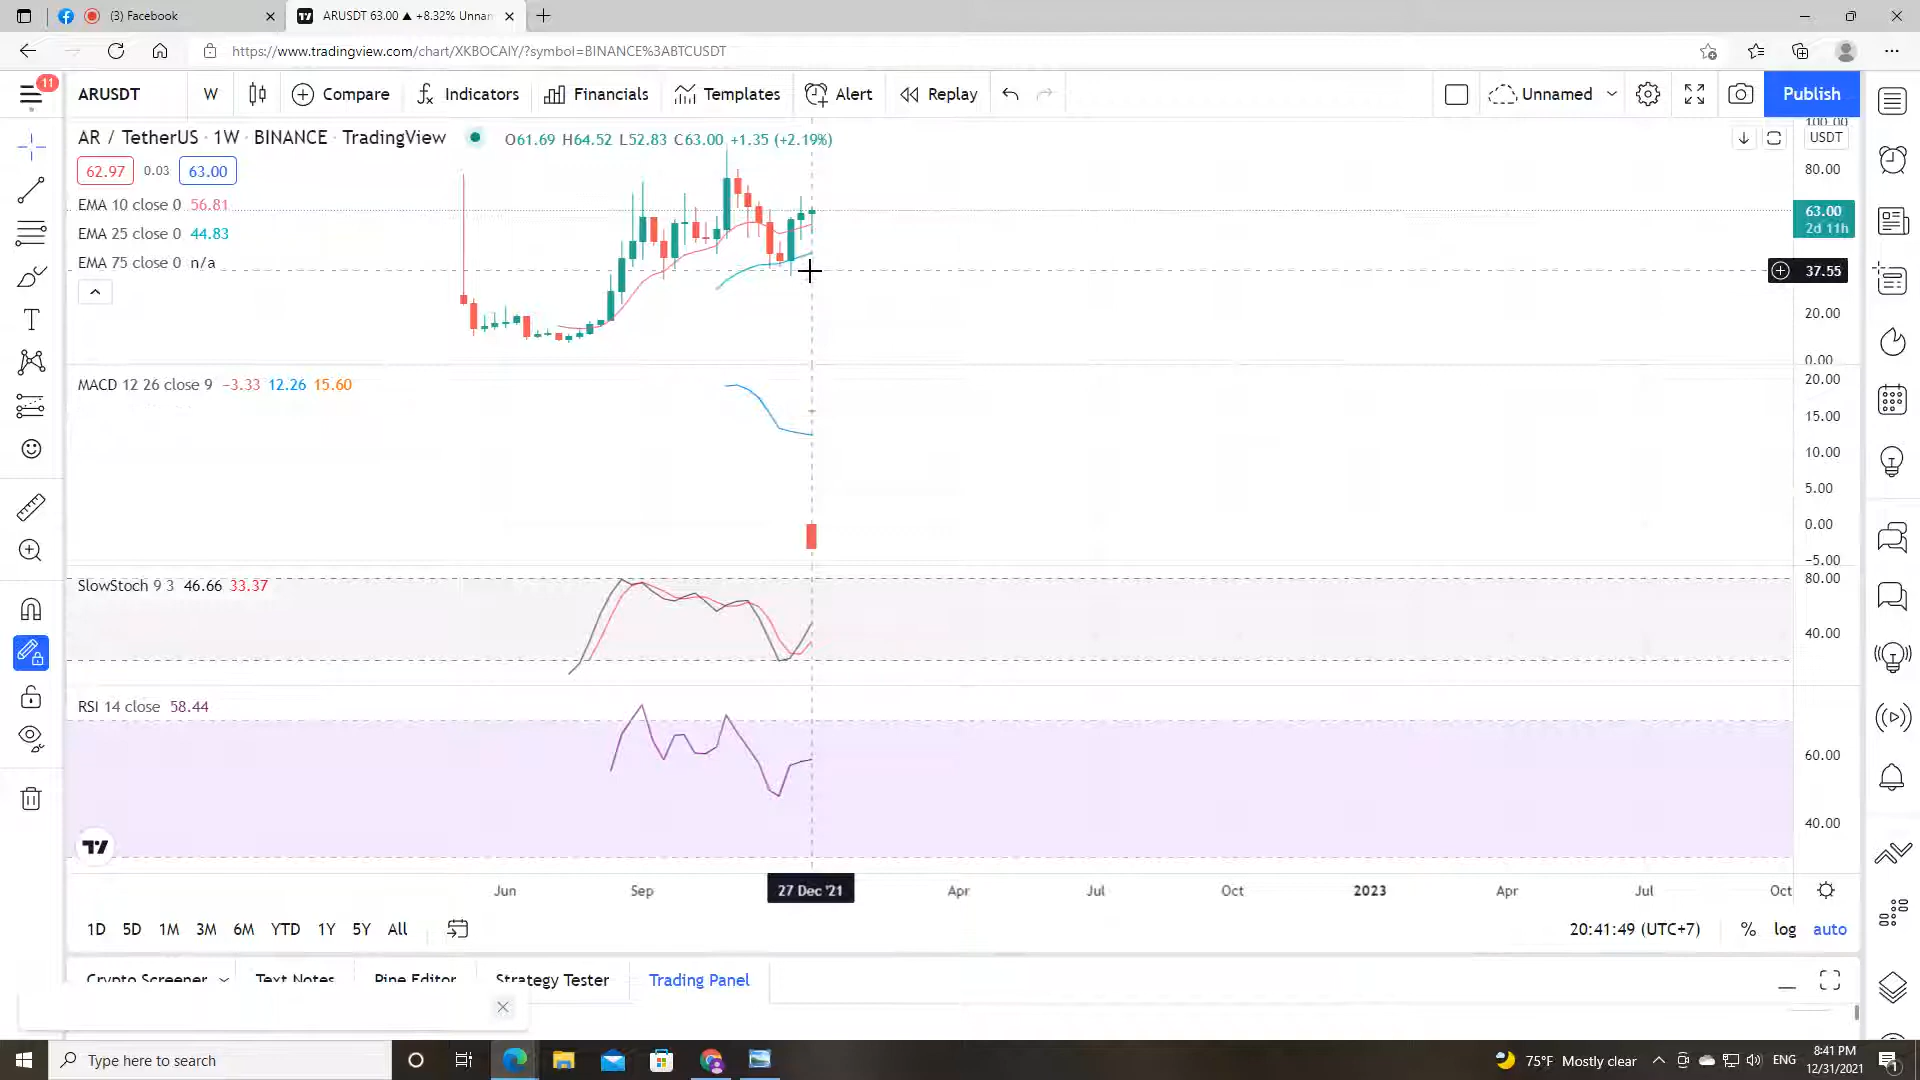 (3) Facebook
ARUSDT 63.00 ▲ +8.32% Unnan
https://www.tradingview.com/chart/XKBOCAIY/?symbol=BINANCE%3ABTCUSDT
11
ARUSDT
W
Compare
Indicators
Financials
Templates
Alert
Replay
Unnamed
Publish
AR / TetherUS · 1W · BINANCE · TradingView
O61.69 H64.52 L52.83 C63.00 +1.35 (+2.19%)
62.97 0.03 63.00
EMA 10 close 0 56.81
EMA 25 close 0 44.83
EMA 75 close 0 n/a
100.00
USDT
80.00
63.00
2d 11h
37.55
20.00
0.00
MACD 12 26 close 9 −3.33 12.26 15.60
20.00
15.00
10.00
5.00
0.00
−5.00
SlowStoch 9 3 46.66 33.37
80.00
40.00
RSI 14 close 58.44
60.00
40.00
Jun Sep 27 Dec '21 Apr Jul Oct 2023 Apr Jul Oct
1D 5D 1M 3M 6M YTD 1Y 5Y All
20:41:49 (UTC+7) % log auto
Crypto Screener Text Notes Pine Editor Strategy Tester Trading Panel
Type here to search
75°F Mostly clear
ENG
8:41 PM
12/31/2021
1